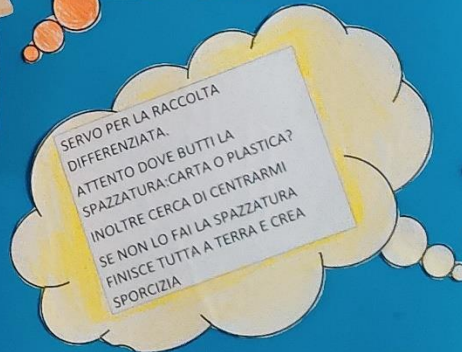 SERVO PER LA RACCOLTA
DIFFERENZIATA.
ATTENTO DOVE BUTTI LA
SPAZZATURA:CARTA O PLASTICA?
INOLTRE CERCA DI CENTRARMI
SE NON LO FAI LA SPAZZATURA
FINISCE TUTTA A TERRA E CREA
SPORCIZIA